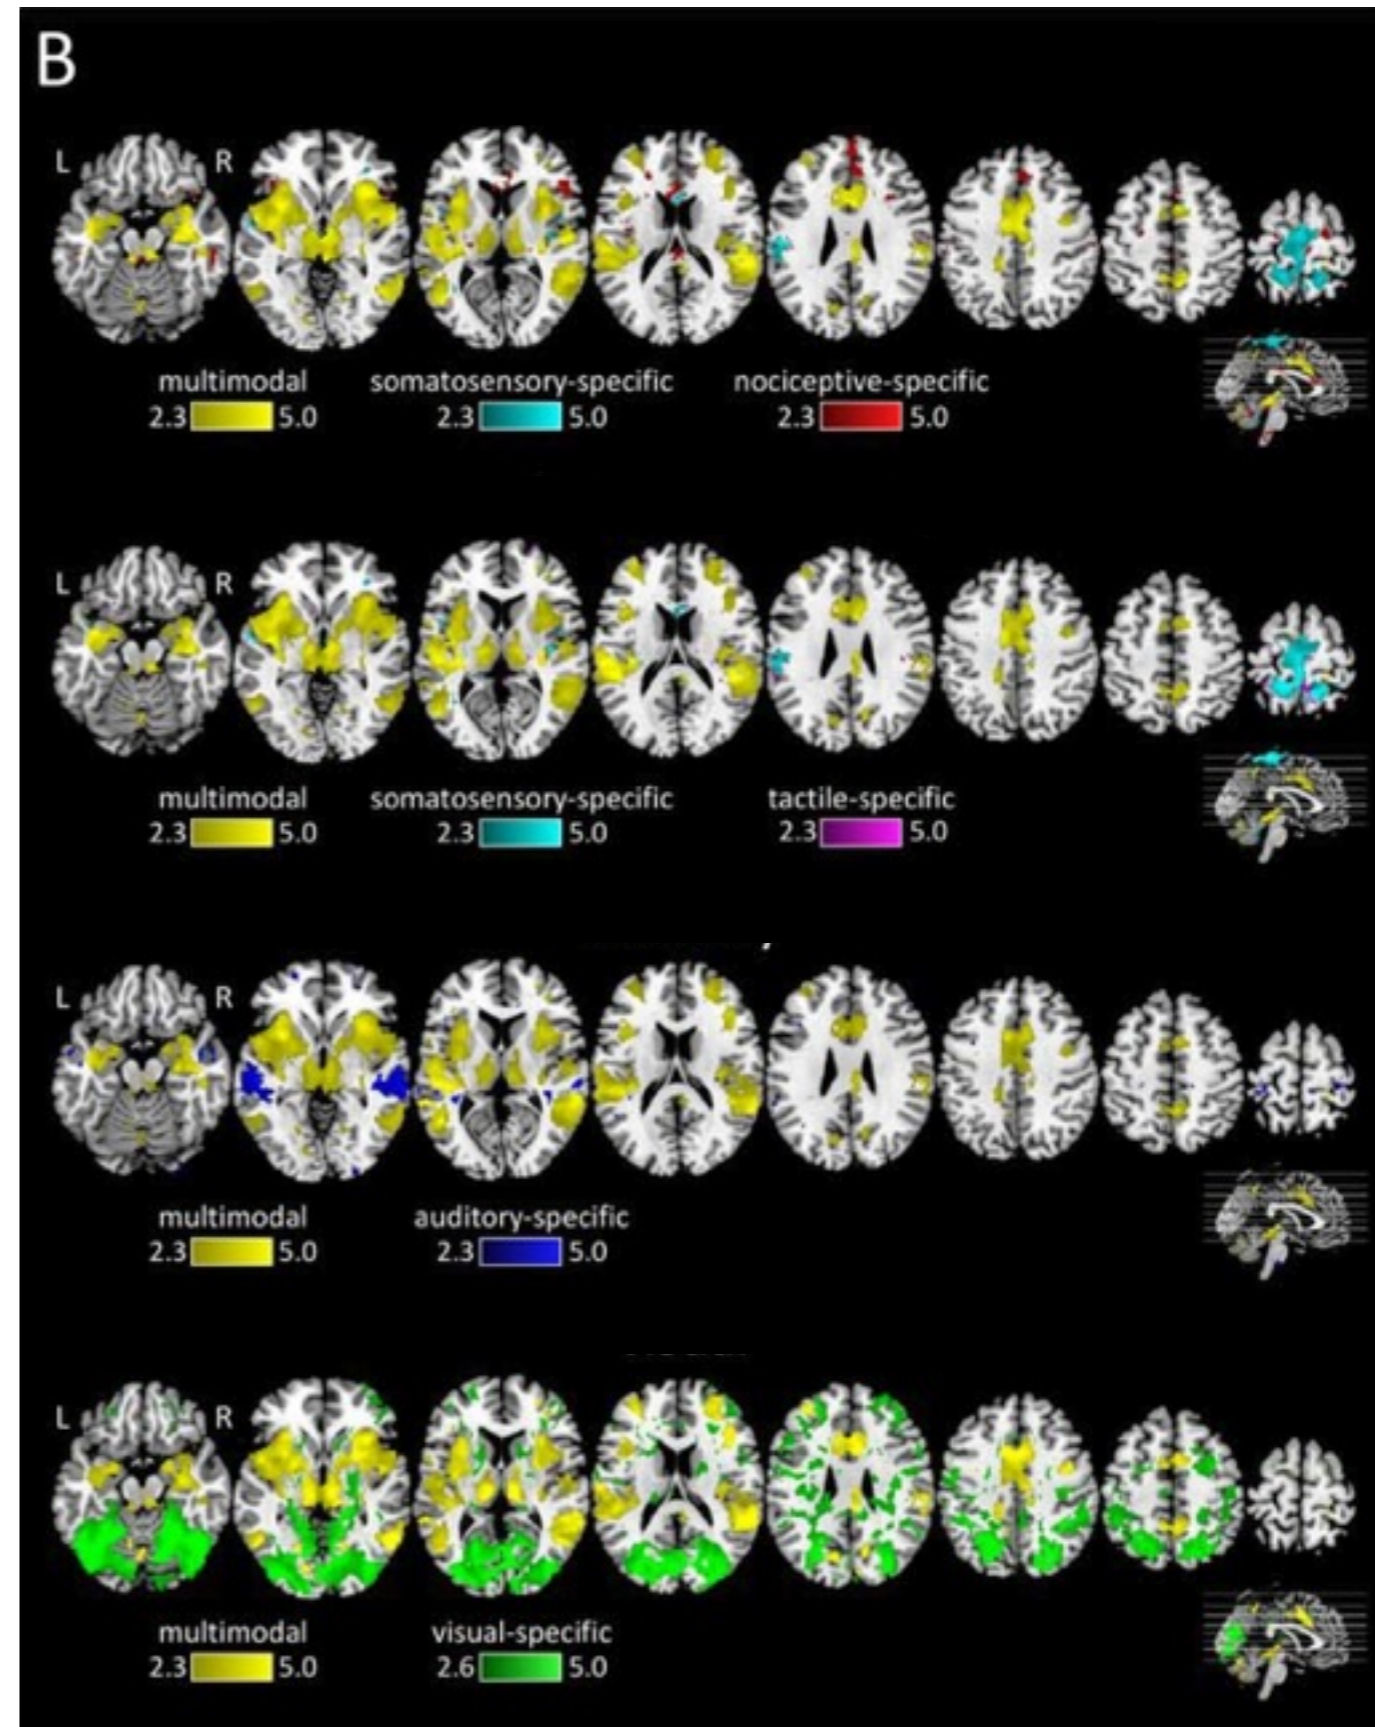 B
L R
multimodal somatosensory-specific nociceptive-specific
2.3 5.0 2.3 5.0 2.3 5.0
L R
multimodal somatosensory-specific tactile-specific
2.3 5.0 2.3 5.0 2.3 5.0
L R
multimodal auditory-specific
2.3 5.0 2.3 5.0
L R
multimodal visual-specific
2.3 5.0 2.6 5.0